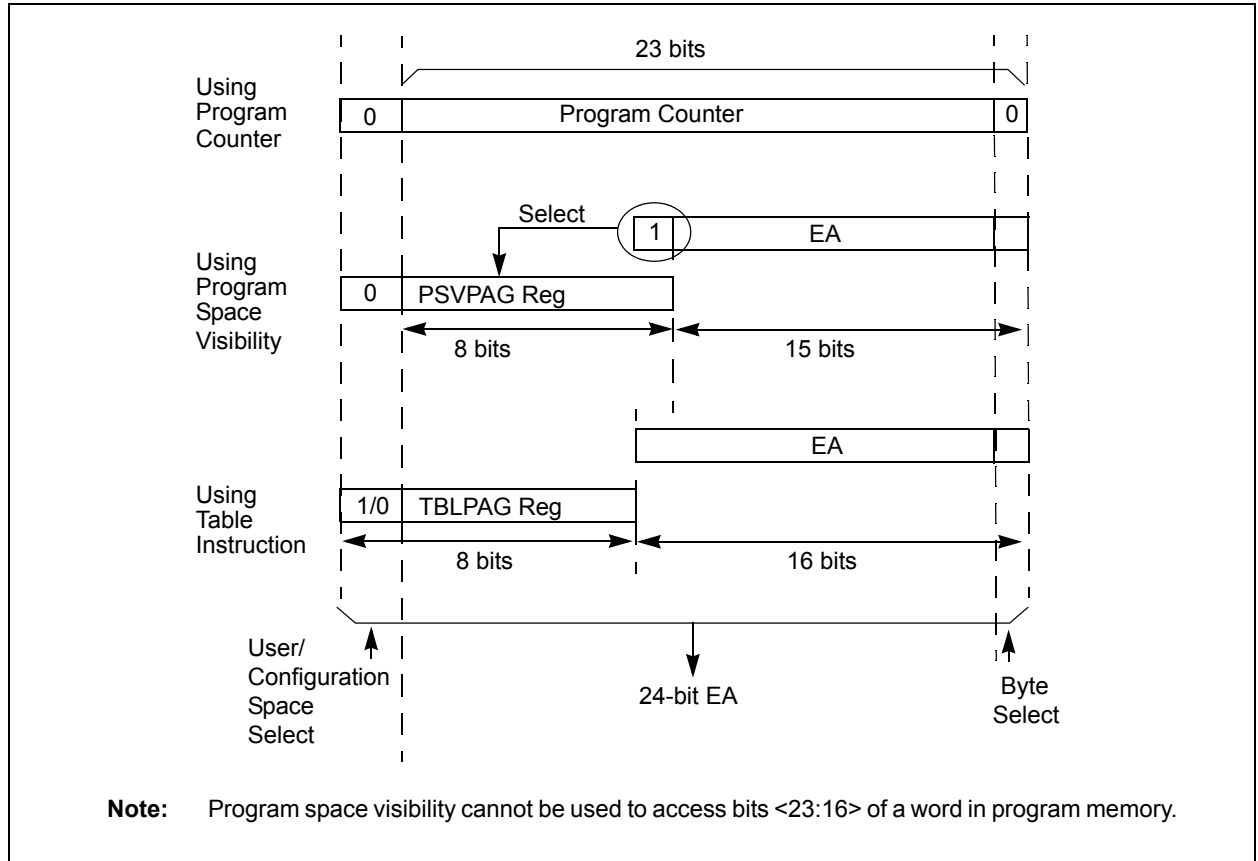 23 bits
Using
Program
Counter
0
Program Counter
0
Select
1
EA
Using
Program
Space
Visibility
0
PSVPAG Reg
8 bits
15 bits
EA
Using
Table
Instruction
1/0
TBLPAG Reg
8 bits
16 bits
User/
Configuration
Space
Select
24-bit EA
Byte
Select
Note: Program space visibility cannot be used to access bits <23:16> of a word in program memory.